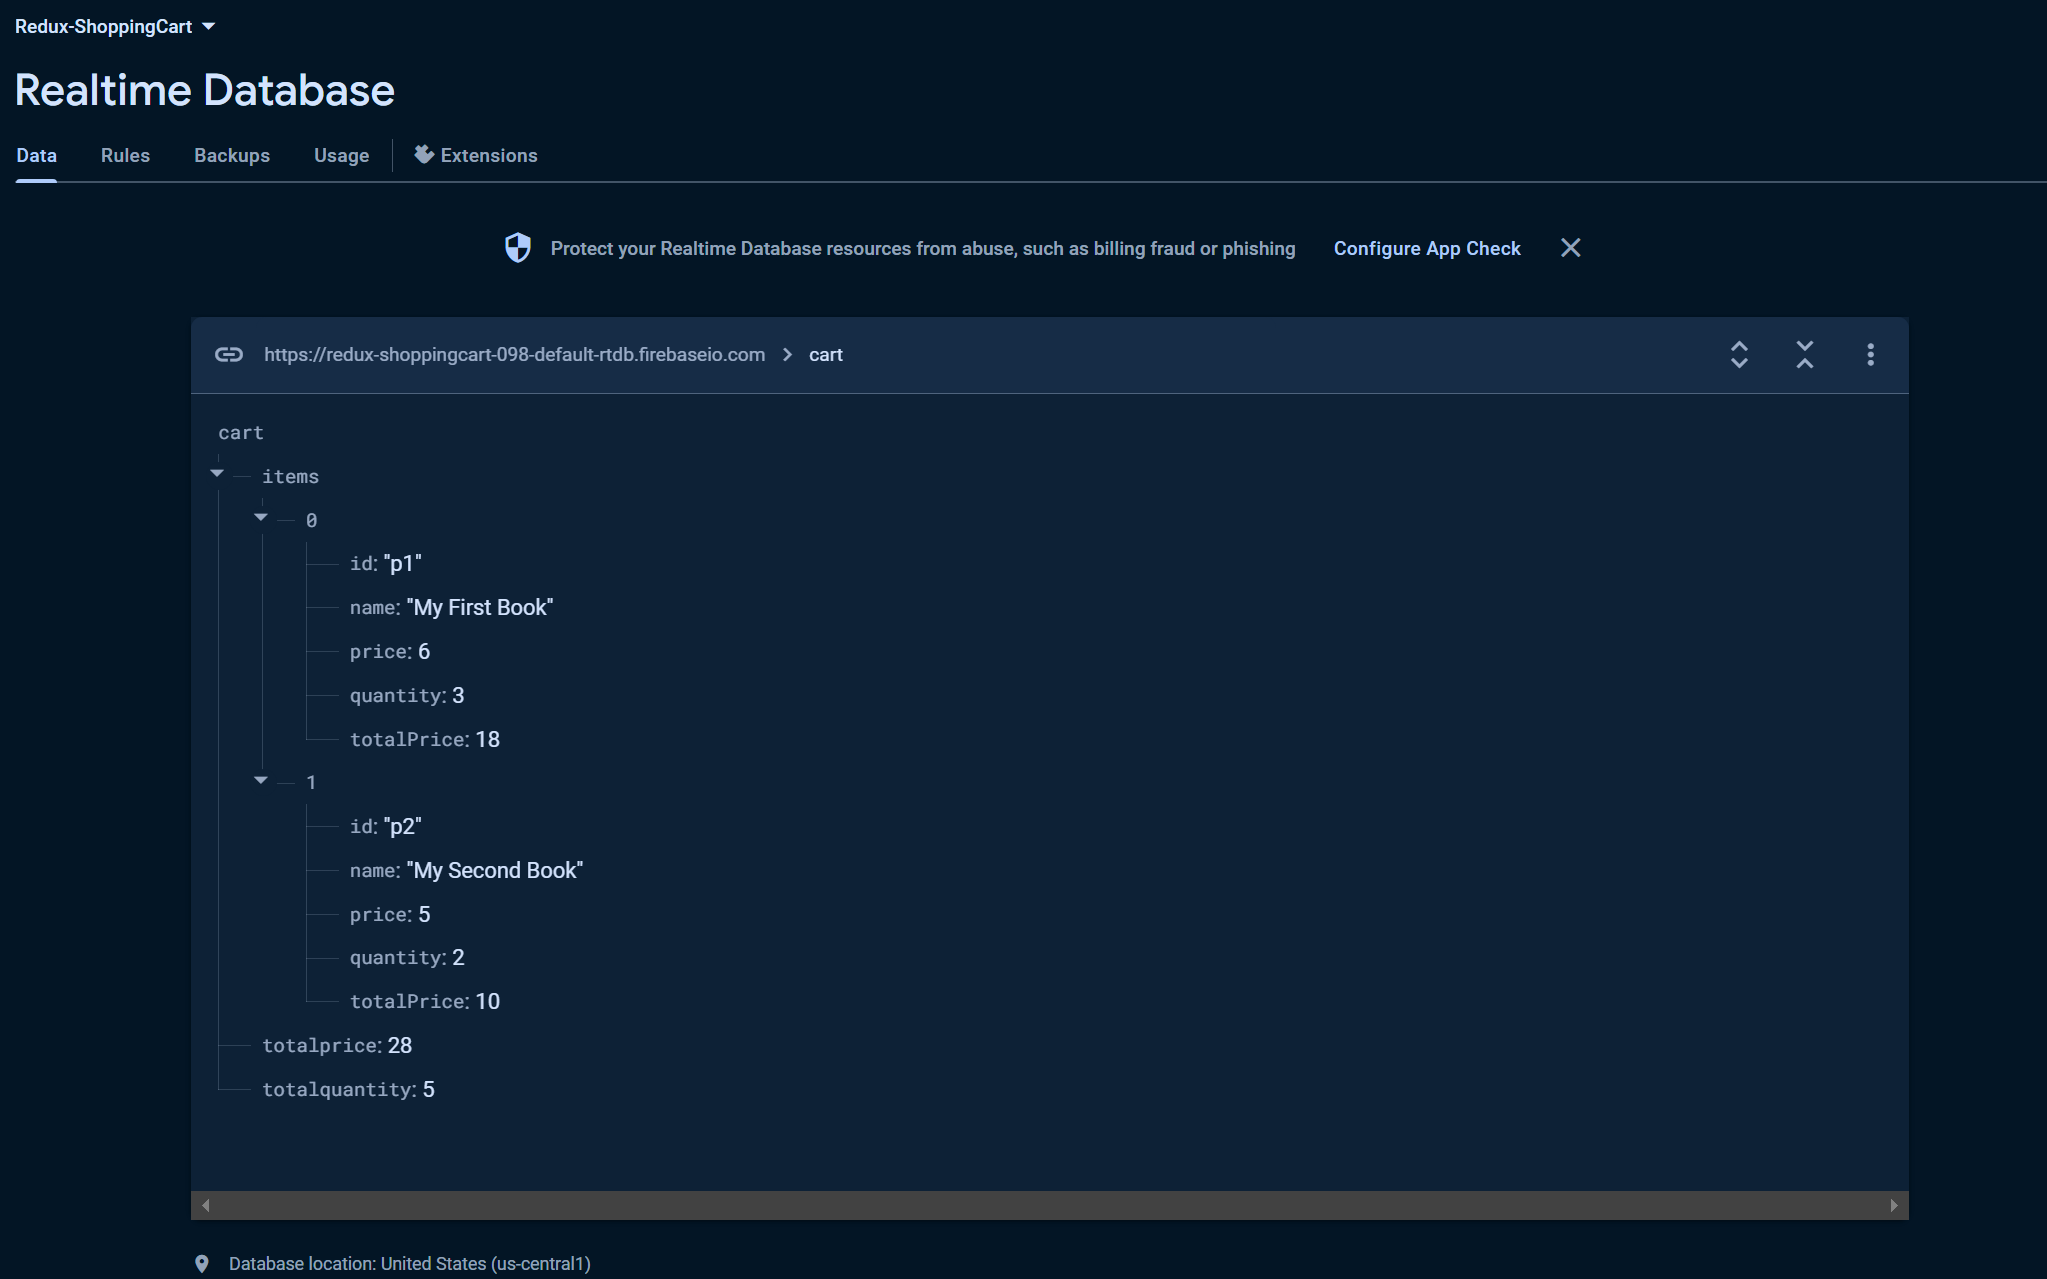 Redux-ShoppingCart
Realtime Database
Data Rules Backups Usage Extensions
Protect your Realtime Database resources from abuse, such as billing fraud or phishing Configure App Check
https://redux-shoppingcart-098-default-rtdb.firebaseio.com cart
cart
items
0
id: "p1"
name: "My First Book"
price: 6
quantity: 3
totalPrice: 18
1
id: "p2"
name: "My Second Book"
price: 5
quantity: 2
totalPrice: 10
totalprice: 28
totalquantity: 5
Database location: United States (us-central1)